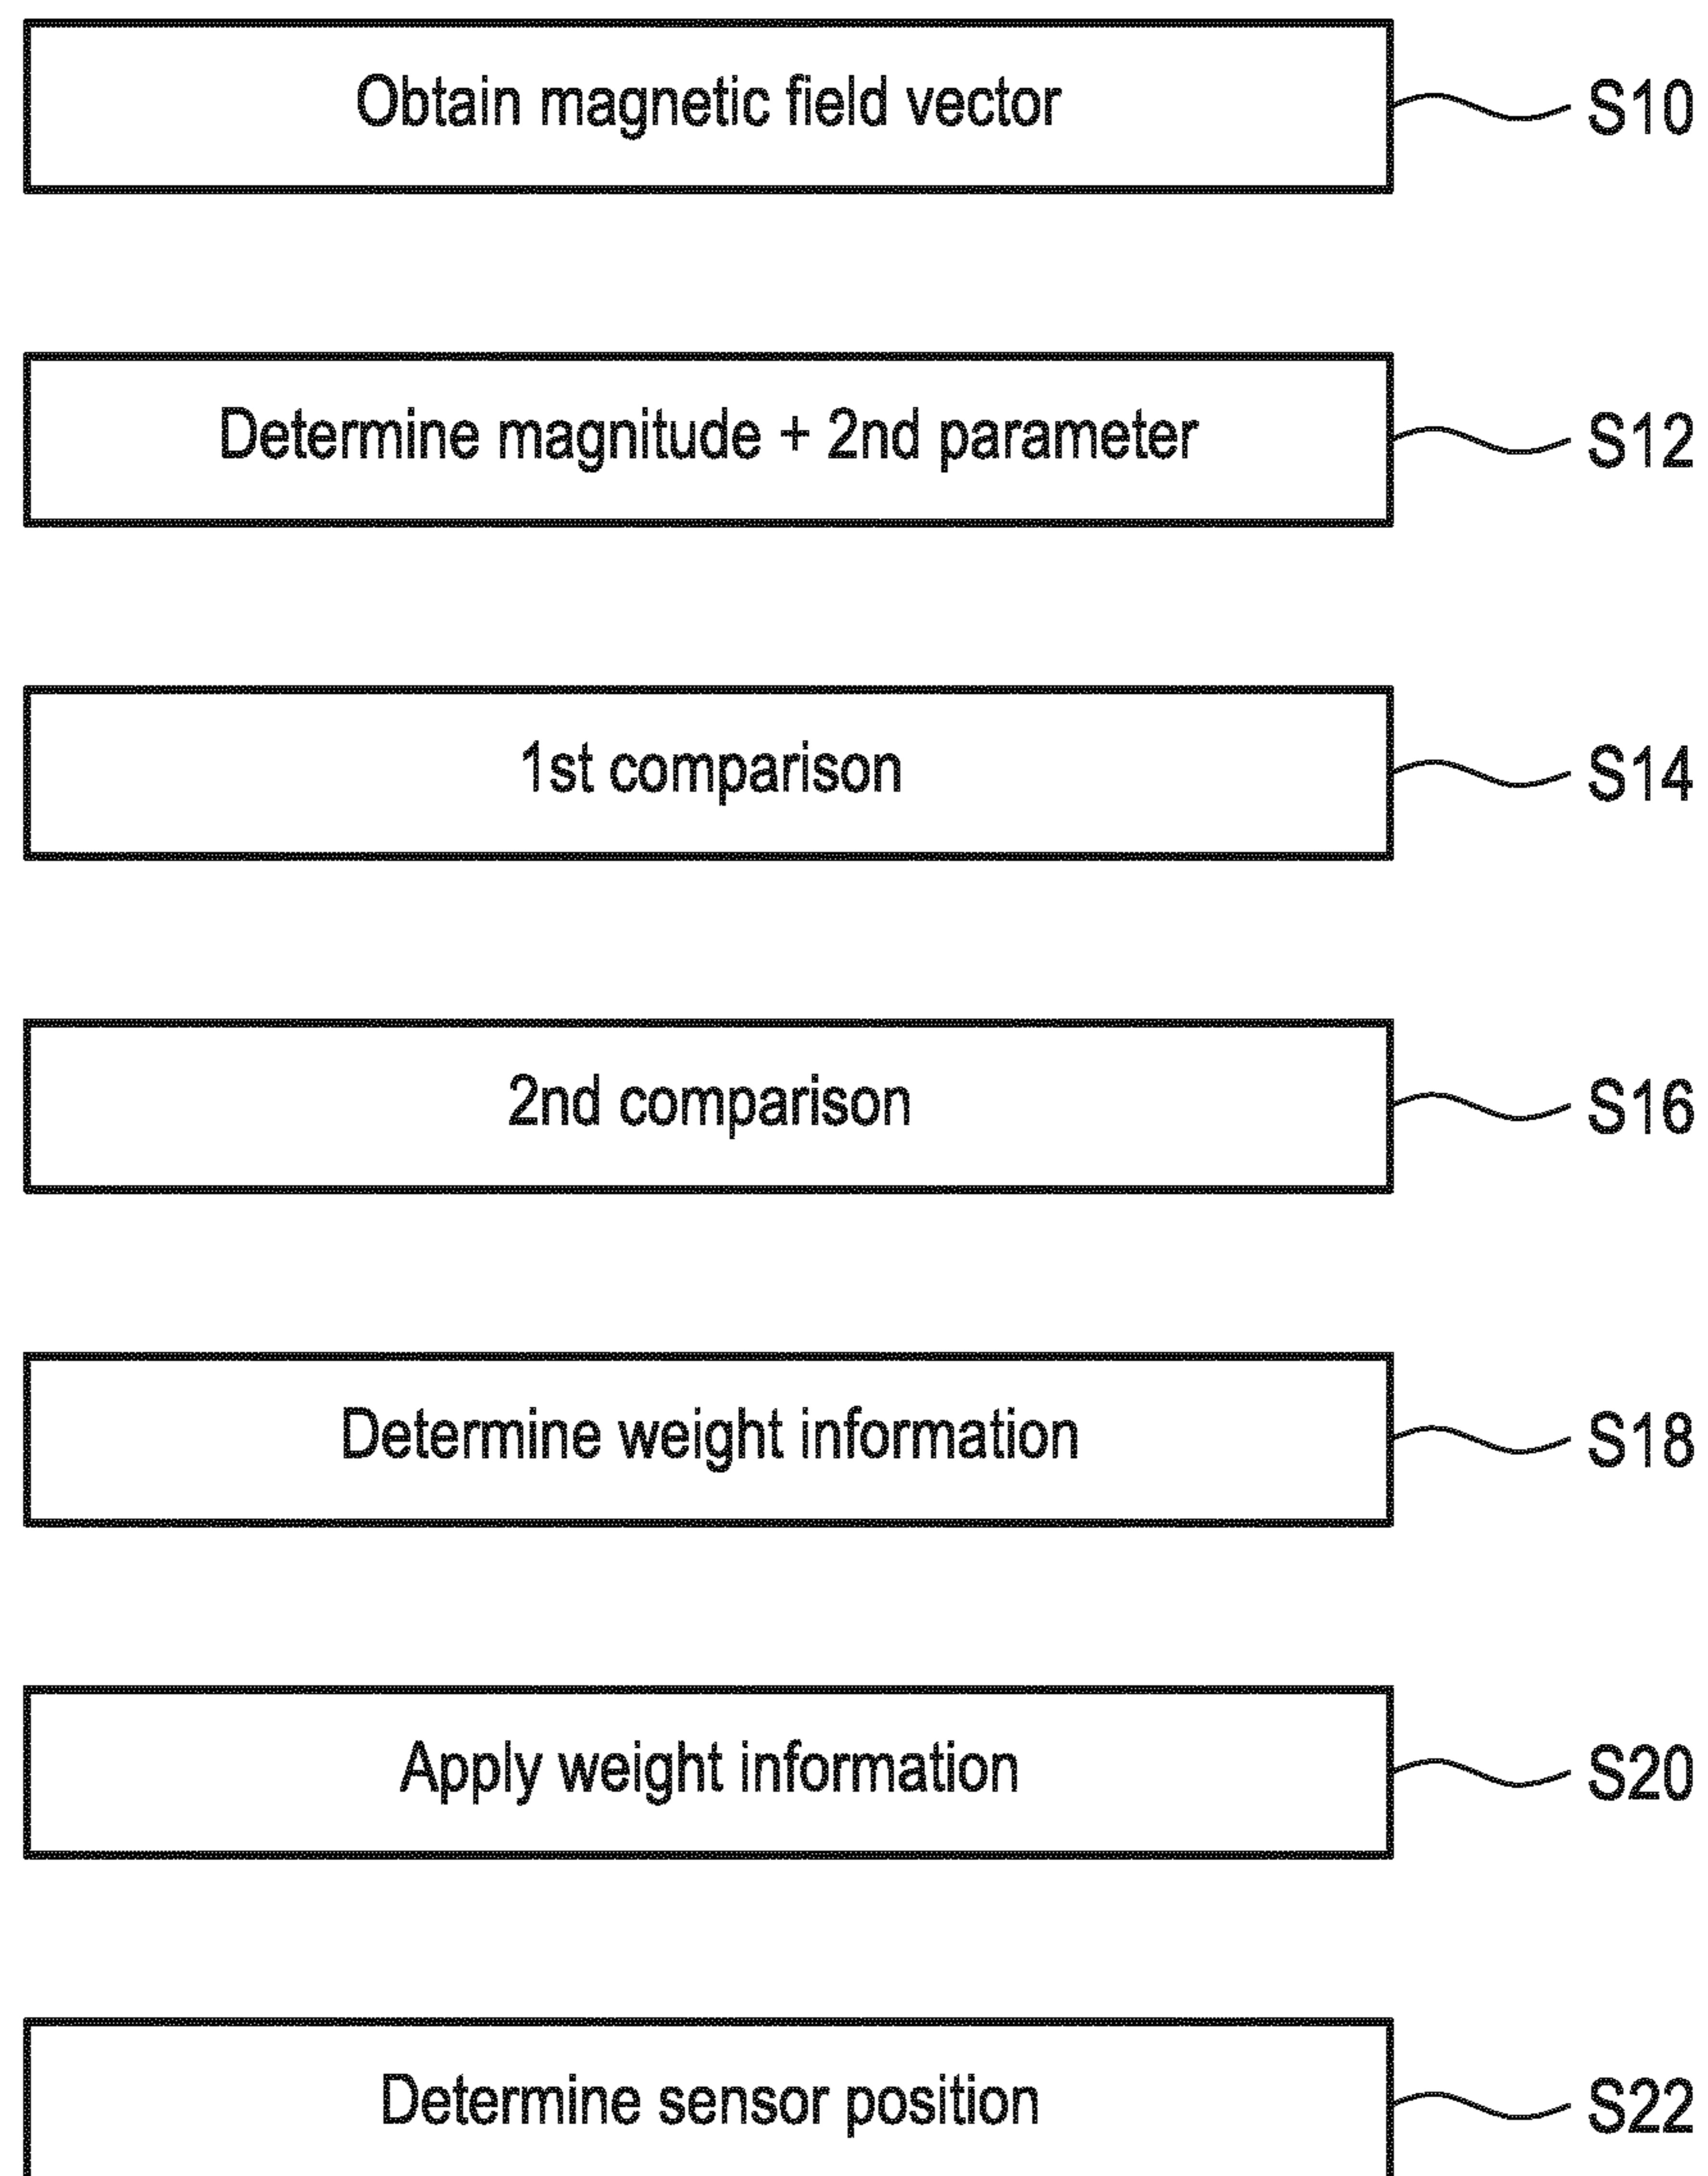 Obtain magnetic field vector S10
Determine magnitude + 2nd parameter S12
1st comparison S14
2nd comparison S16
Determine weight information S18
Apply weight information S20
Determine sensor position S22